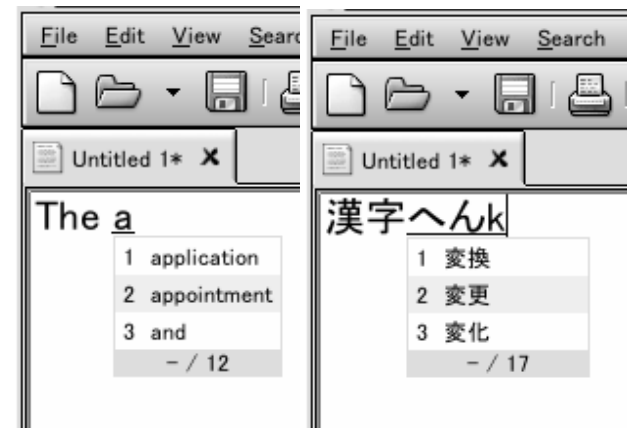 File Edit View Sear
Untitled 1* ✕
The a
1 application
2 appointment
3 and
- / 12
File Edit View Search
Untitled 1* ✕
漢字へんk
1 変換
2 変更
3 変化
- / 17